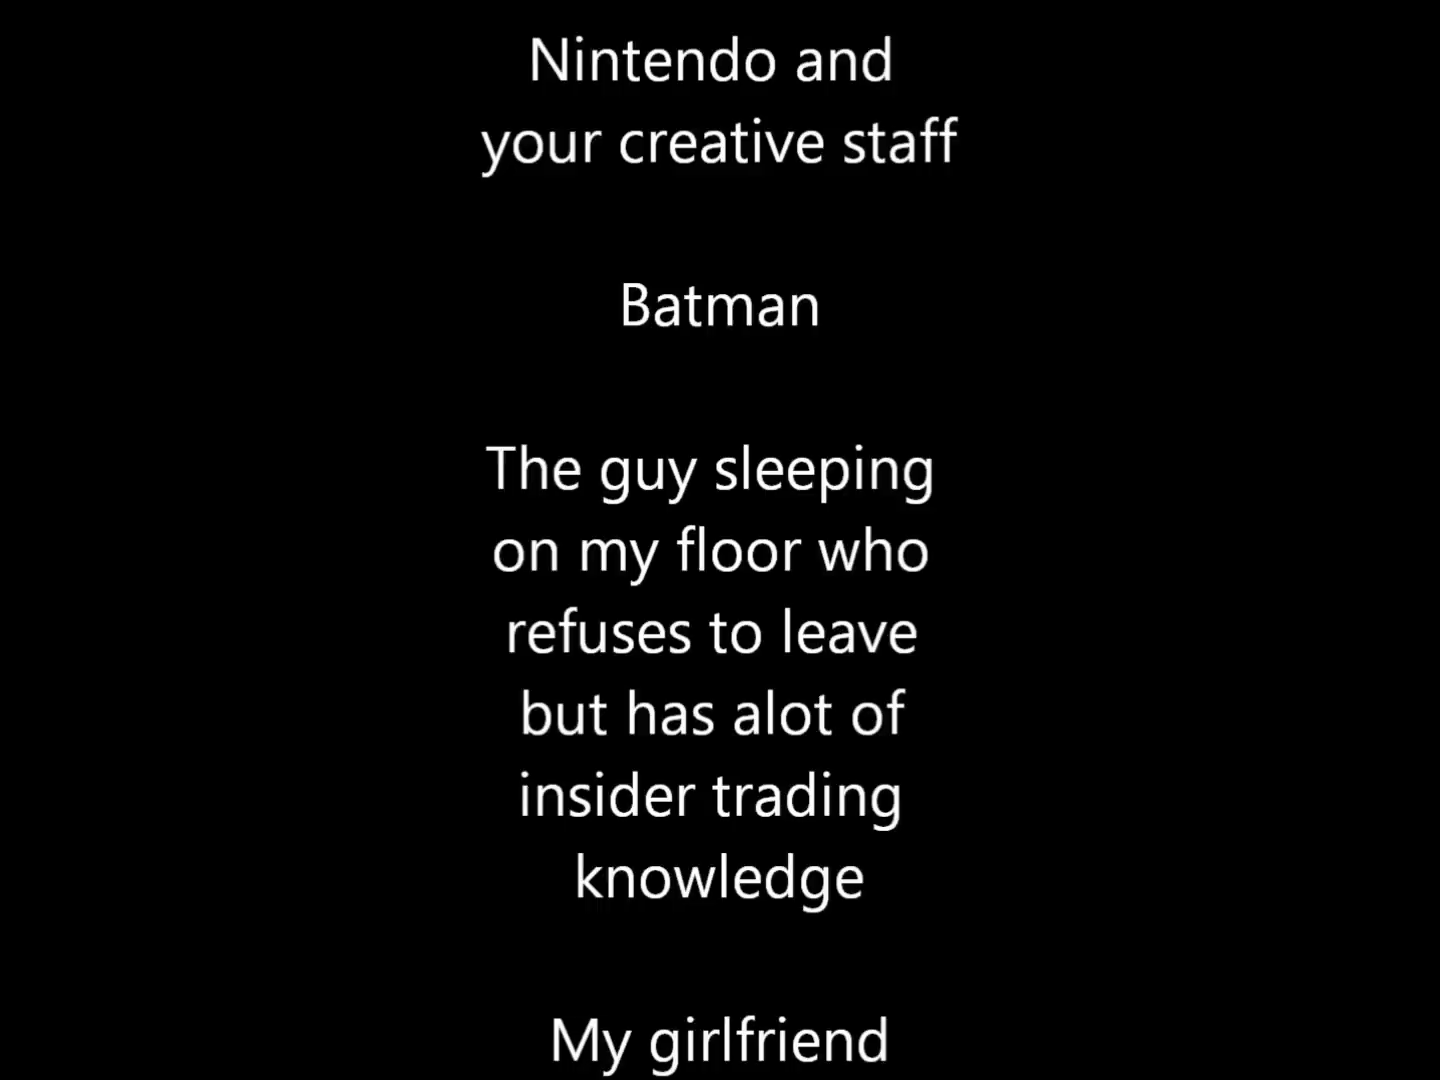 Nintendo and
your creative staff
Batman
The guy sleeping
on my floor who
refuses to leave
but has alot of
insider trading
knowledge
My girlfriend